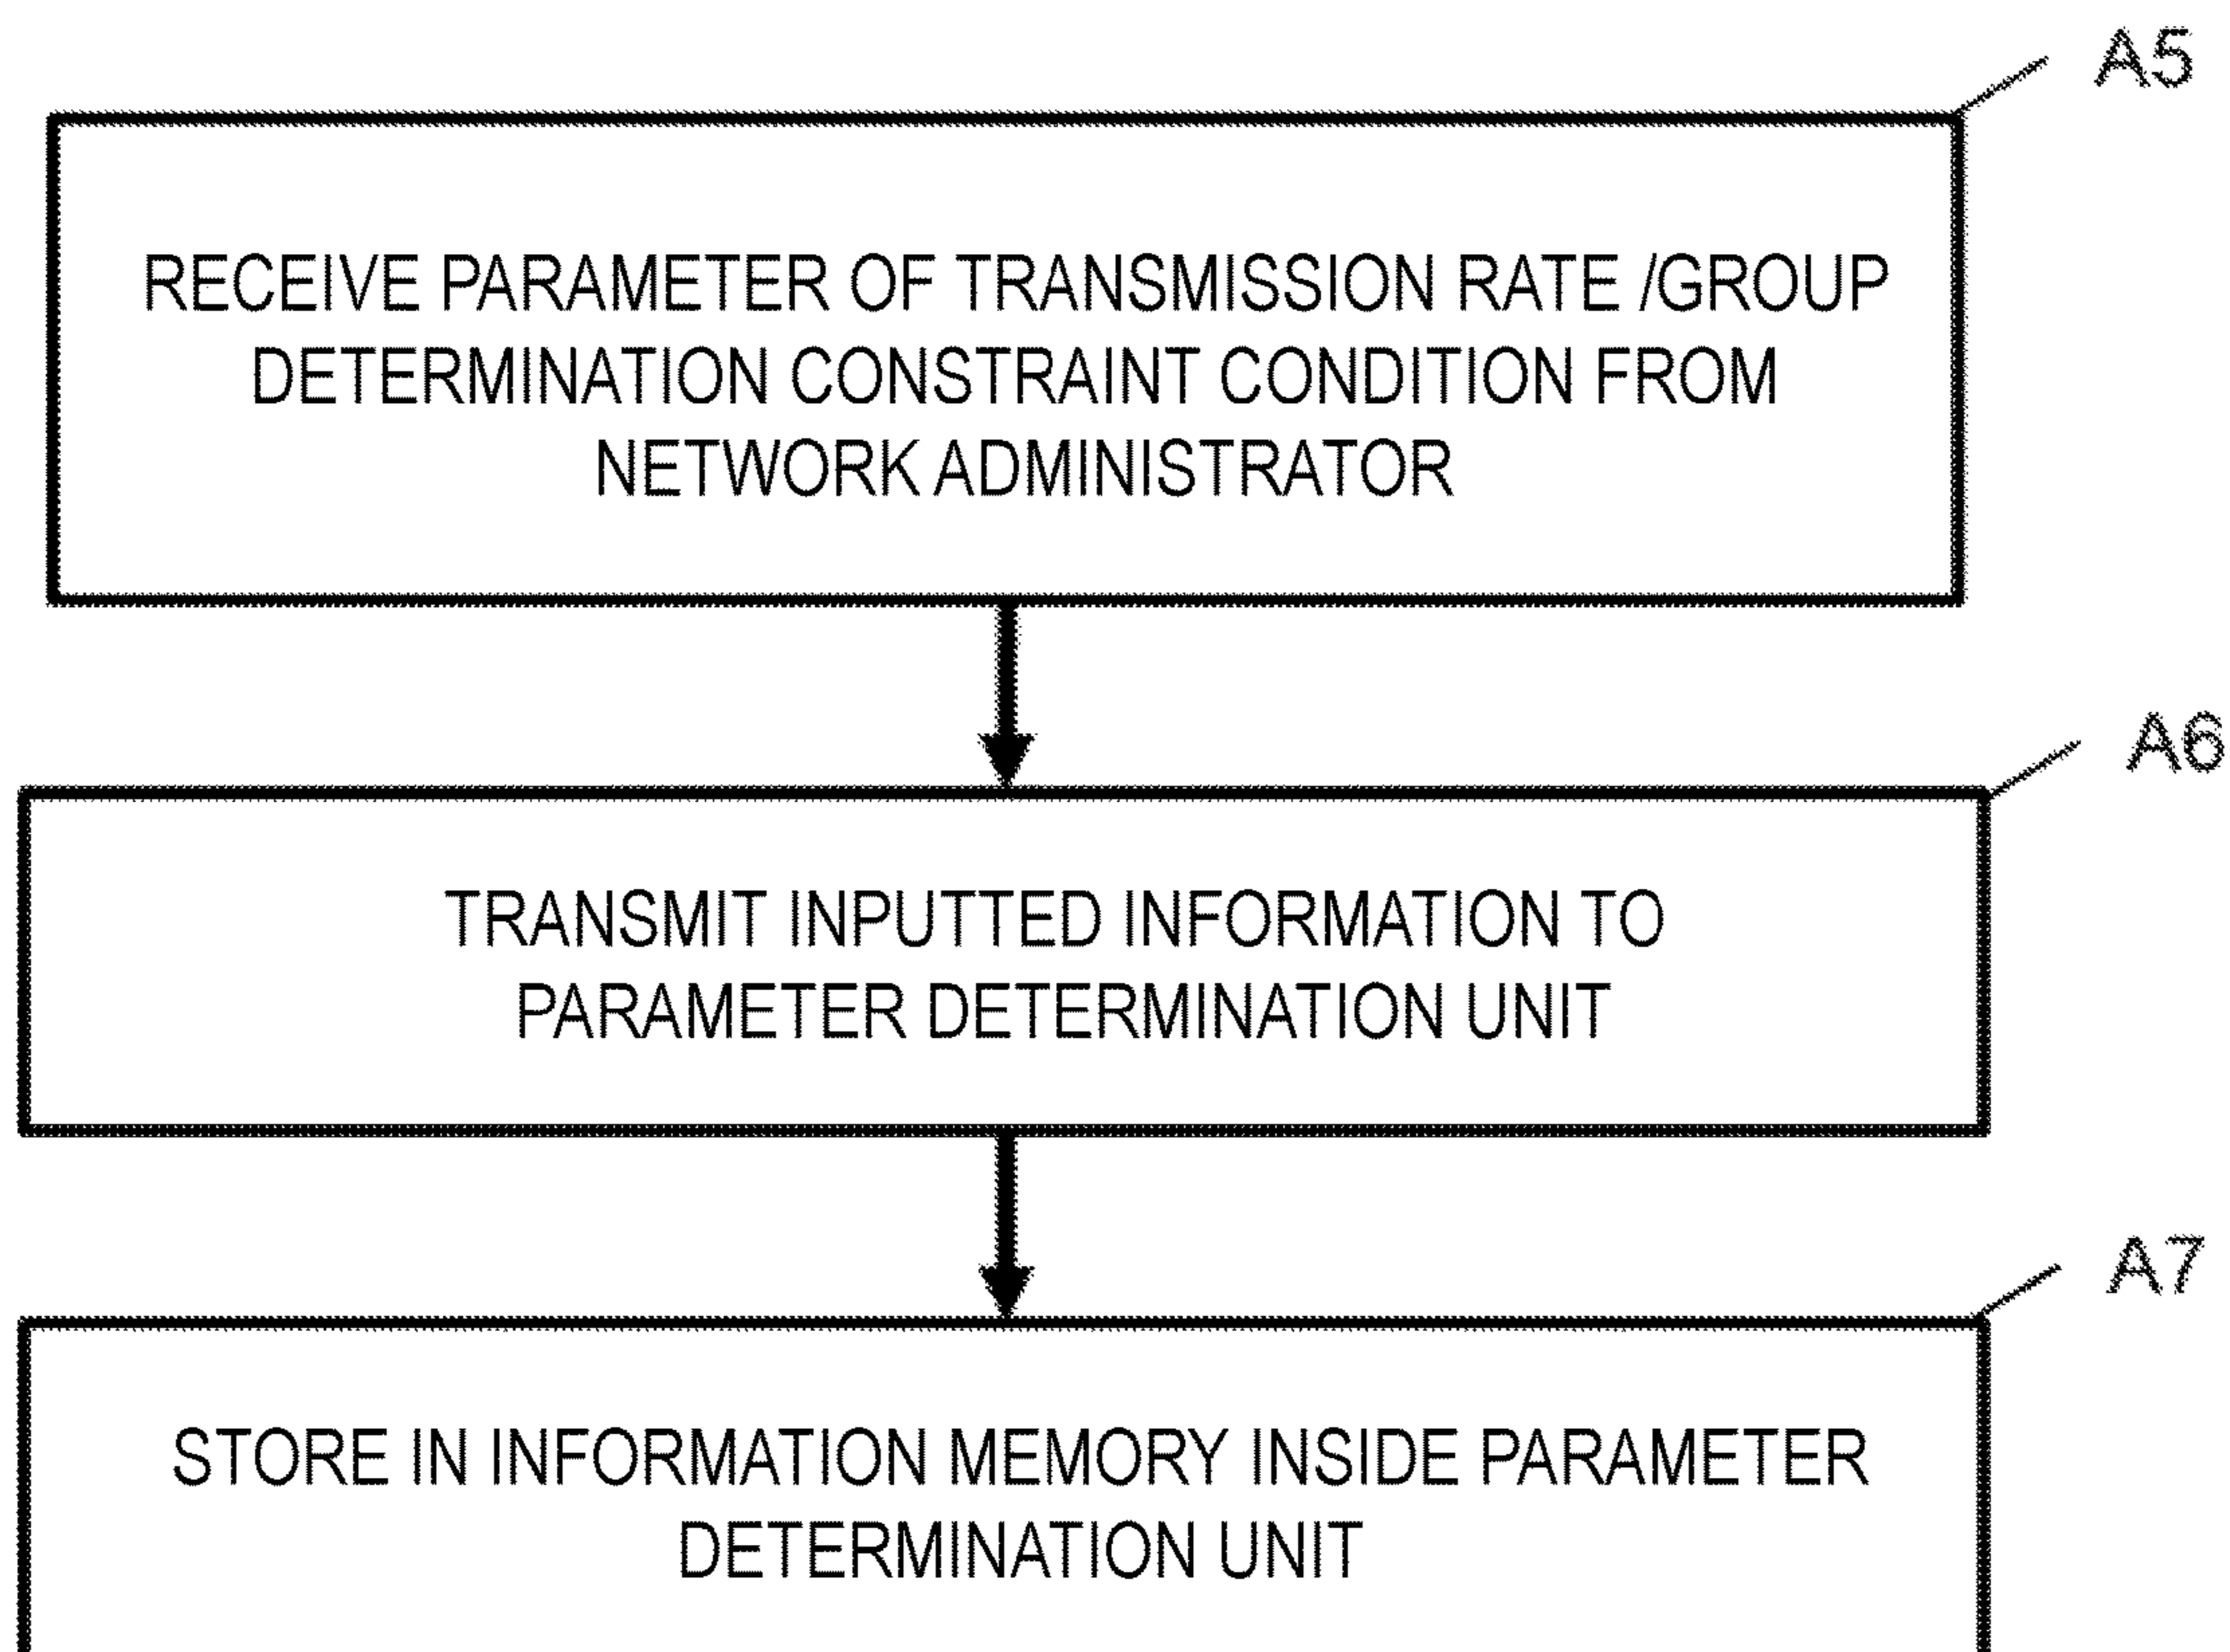 A5
RECEIVE PARAMETER OF TRANSMISSION RATE /GROUP
DETERMINATION CONSTRAINT CONDITION FROM
NETWORK ADMINISTRATOR
A6
TRANSMIT INPUTTED INFORMATION TO
PARAMETER DETERMINATION UNIT
A7
STORE IN INFORMATION MEMORY INSIDE PARAMETER
DETERMINATION UNIT